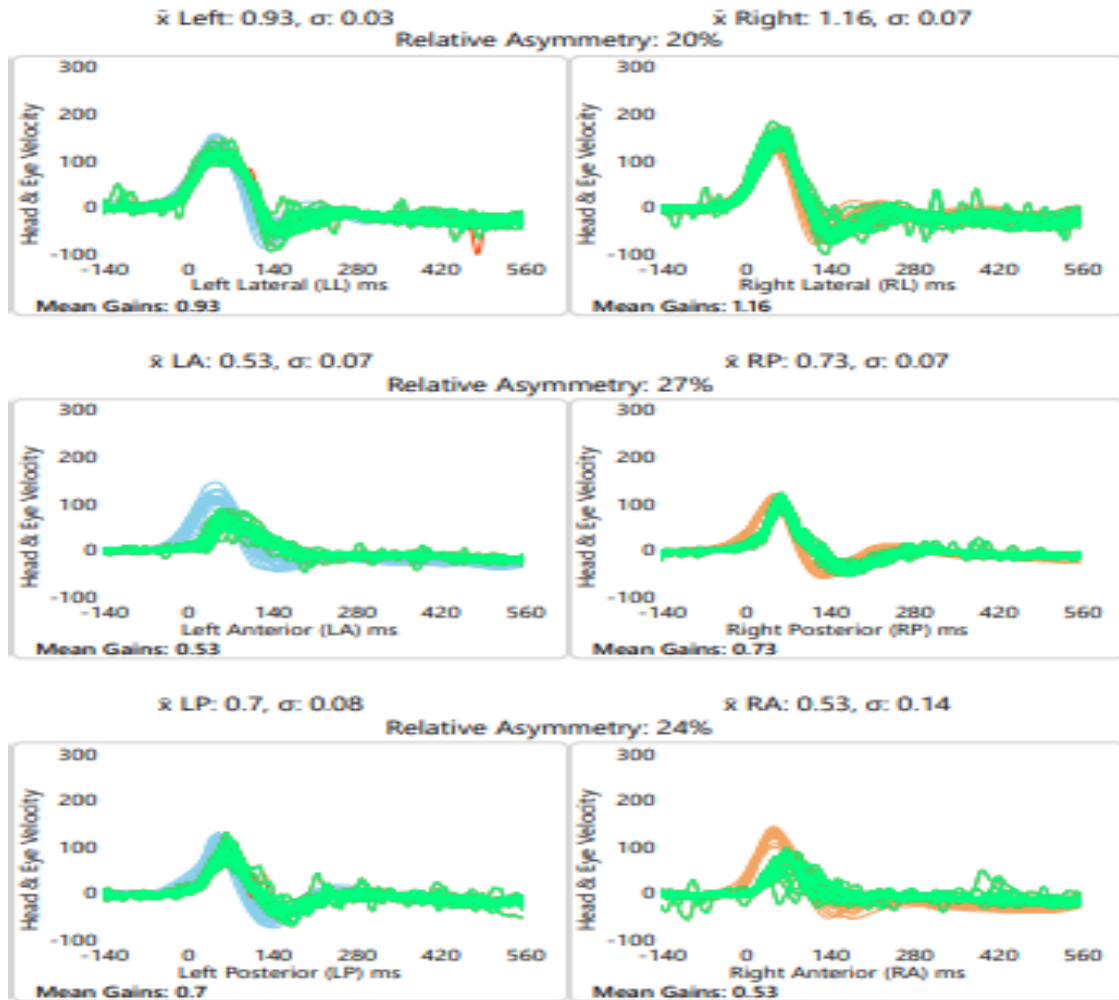 x̄ Left: 0.93, σ: 0.03
x̄ Right: 1.16, σ: 0.07
Relative Asymmetry: 20%
Head & Eye Velocity
300
200
100
0
-100
-140 0 140 280 420 560
Left Lateral (LL) ms
Mean Gains: 0.93
Head & Eye Velocity
300
200
100
0
-100
-140 0 140 280 420 560
Right Lateral (RL) ms
Mean Gains: 1.16
x̄ LA: 0.53, σ: 0.07
x̄ RP: 0.73, σ: 0.07
Relative Asymmetry: 27%
Head & Eye Velocity
300
200
100
0
-100
-140 0 140 280 420 560
Left Anterior (LA) ms
Mean Gains: 0.53
Head & Eye Velocity
300
200
100
0
-100
-140 0 140 280 420 560
Right Posterior (RP) ms
Mean Gains: 0.73
x̄ LP: 0.7, σ: 0.08
x̄ RA: 0.53, σ: 0.14
Relative Asymmetry: 24%
Head & Eye Velocity
300
200
100
0
-100
-140 0 140 280 420 560
Left Posterior (LP) ms
Mean Gains: 0.7
Head & Eye Velocity
300
200
100
0
-100
-140 0 140 280 420 560
Right Anterior (RA) ms
Mean Gains: 0.53